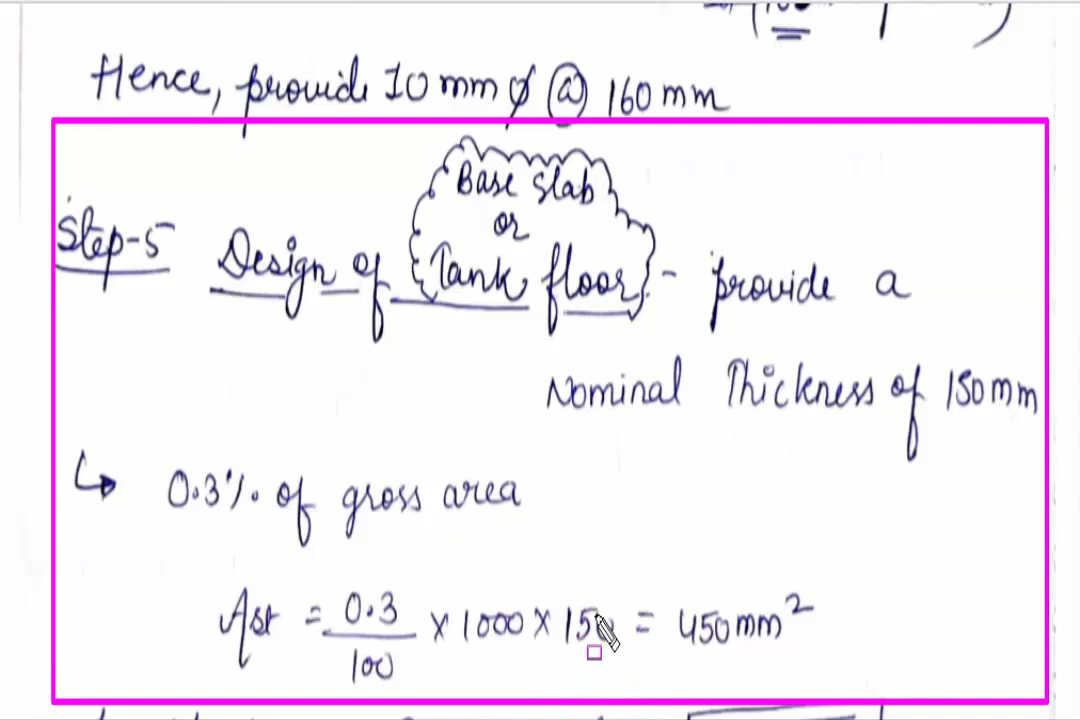 Hence, provide 10 mm ϕ @ 160 mm
Step-5 Design of Base slab or Tank floor - provide a
Nominal Thickness of 150 mm
↳ 0.3% of gross area
Ast = 0.3/100 × 1000 × 150 = 450 mm²